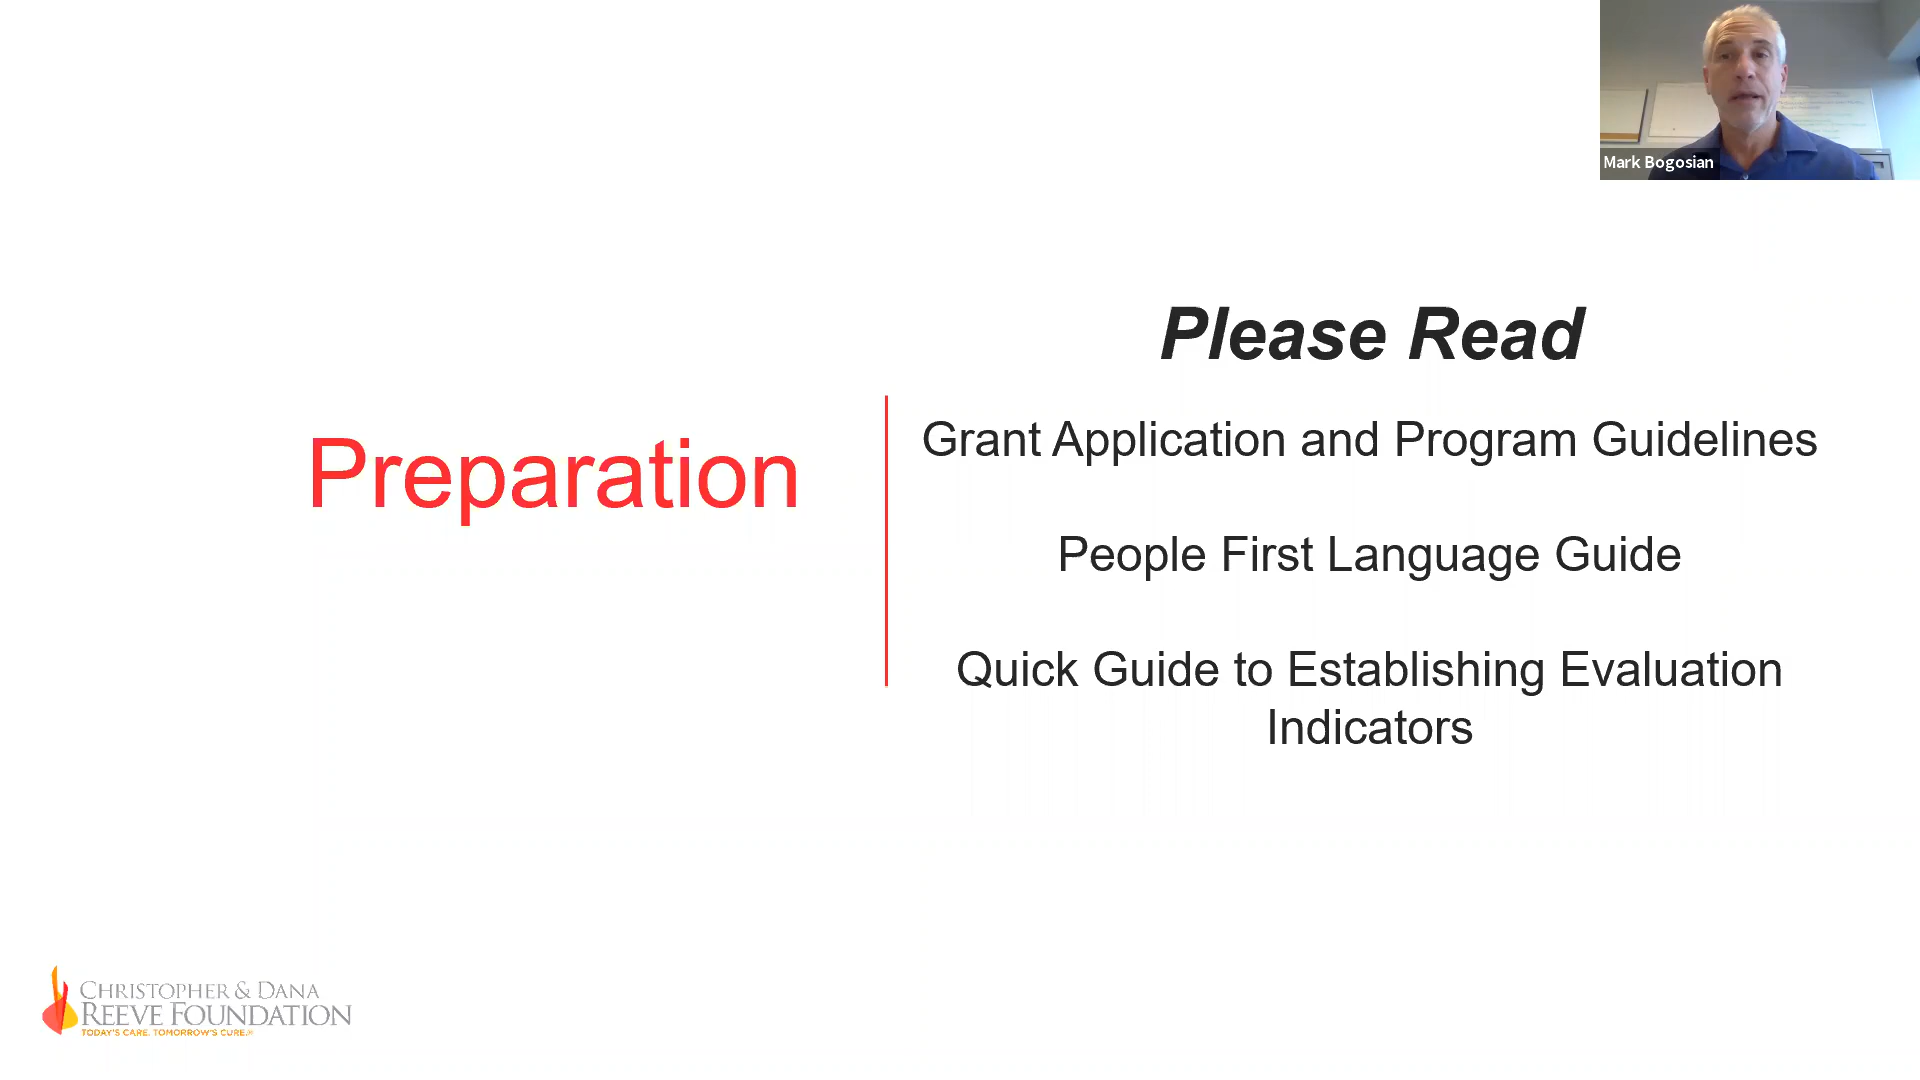 Mark Bogosian
Please Read
Preparation
Grant Application and Program Guidelines
People First Language Guide
Quick Guide to Establishing Evaluation
Indicators
CHRISTOPHER & DANA
REEVE FOUNDATION
TODAY'S CARE. TOMORROW'S CURE.®